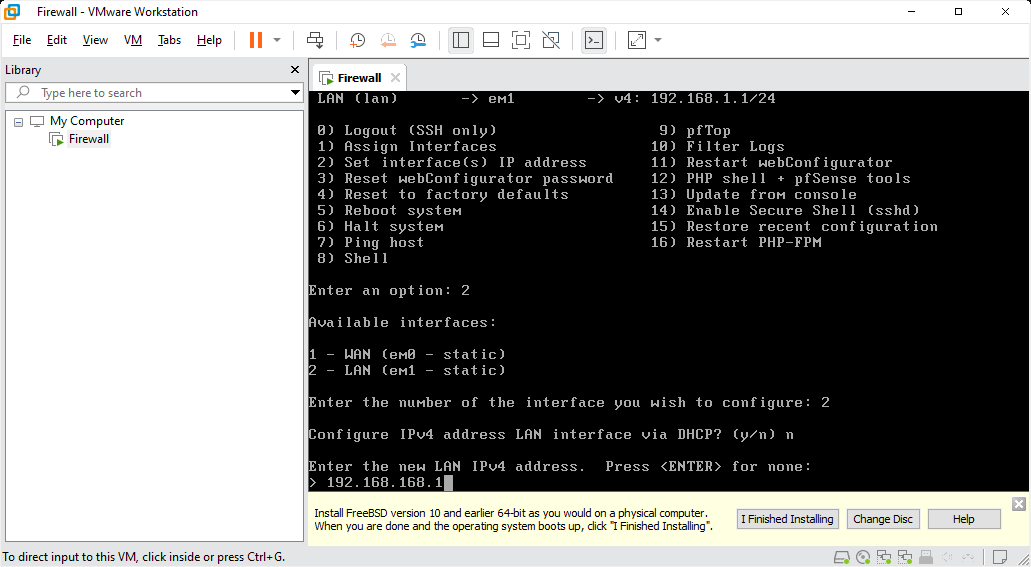 Firewall - VMware Workstation
File Edit View VM Tabs Help
Library
Type here to search
My Computer
Firewall
Firewall
LAN (lan) -> em1 -> v4: 192.168.1.1/24
0) Logout (SSH only) 9) pfTop
1) Assign Interfaces 10) Filter Logs
2) Set interface(s) IP address 11) Restart webConfigurator
3) Reset webConfigurator password 12) PHP shell + pfSense tools
4) Reset to factory defaults 13) Update from console
5) Reboot system 14) Enable Secure Shell (sshd)
6) Halt system 15) Restore recent configuration
7) Ping host 16) Restart PHP-FPM
8) Shell
Enter an option: 2
Available interfaces:
1 - WAN (em0 - static)
2 - LAN (em1 - static)
Enter the number of the interface you wish to configure: 2
Configure IPv4 address LAN interface via DHCP? (y/n) n
Enter the new LAN IPv4 address.  Press <ENTER> for none:
> 192.168.168.1
Install FreeBSD version 10 and earlier 64-bit as you would on a physical computer.
When you are done and the operating system boots up, click "I Finished Installing".
I Finished Installing Change Disc Help
To direct input to this VM, click inside or press Ctrl+G.